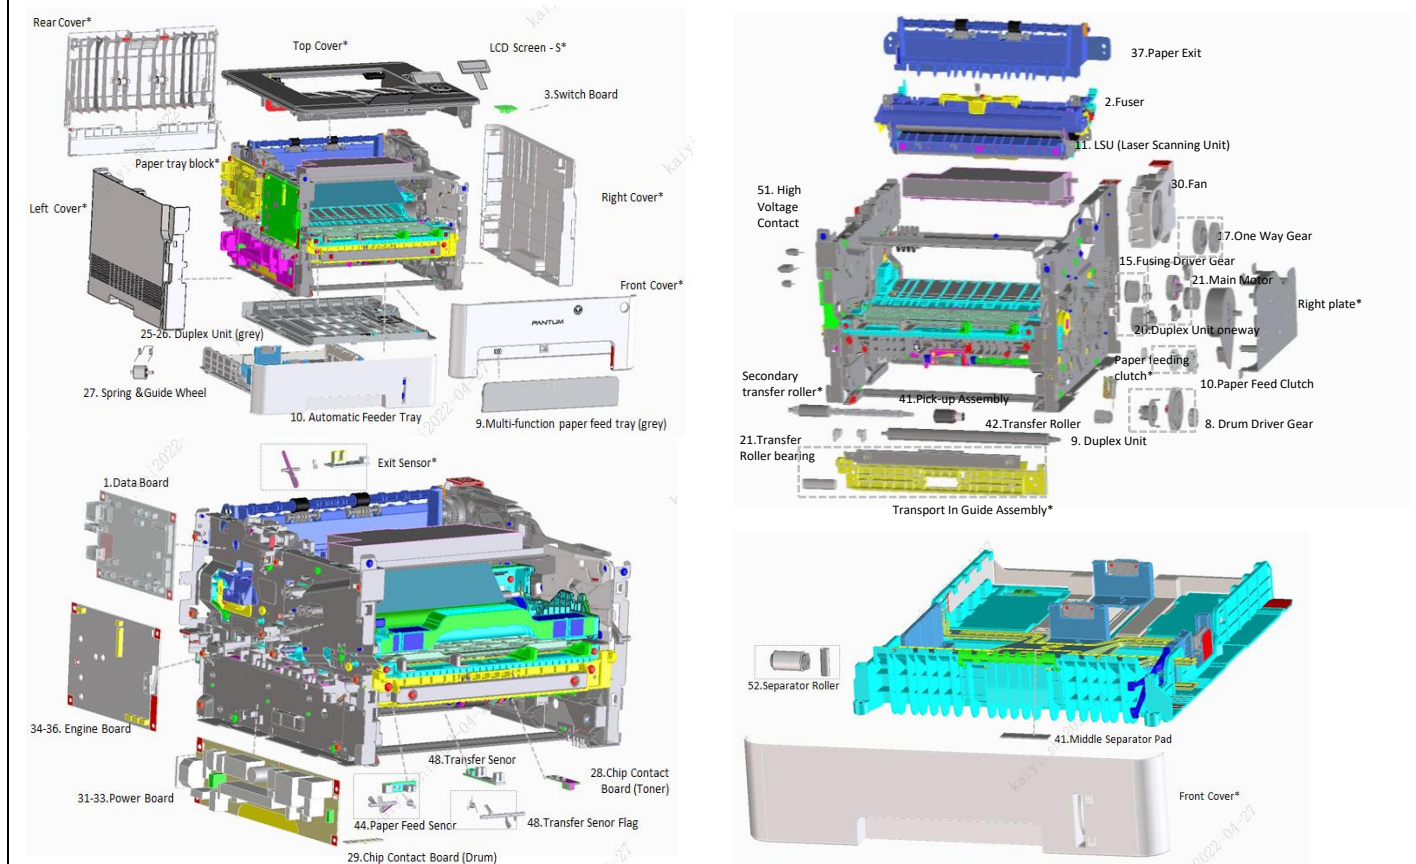 Rear Cover*
Top Cover*
LCD Screen - S*
3.Switch Board
Paper tray block*
Left Cover*
Right Cover*
Front Cover*
PANTUM
25-26. Duplex Unit (grey)
27. Spring &Guide Wheel
10. Automatic Feeder Tray
9.Multi-function paper feed tray (grey)
37.Paper Exit
2.Fuser
11. LSU (Laser Scanning Unit)
51. High
Voltage
Contact
30.Fan
17.One Way Gear
15.Fusing Driver Gear
21.Main Motor
Right plate*
20.Duplex Unit oneway
Paper feeding
clutch*
10.Paper Feed Clutch
Secondary
transfer roller*
41.Pick-up Assembly
42.Transfer Roller
8. Drum Driver Gear
9. Duplex Unit
21.Transfer
Roller bearing
Transport In Guide Assembly*
Exit Sensor*
1.Data Board
34-36. Engine Board
31-33.Power Board
48.Transfer Senor
28.Chip Contact
Board (Toner)
44.Paper Feed Senor
48.Transfer Senor Flag
29.Chip Contact Board (Drum)
52.Separator Roller
41.Middle Separator Pad
Front Cover*